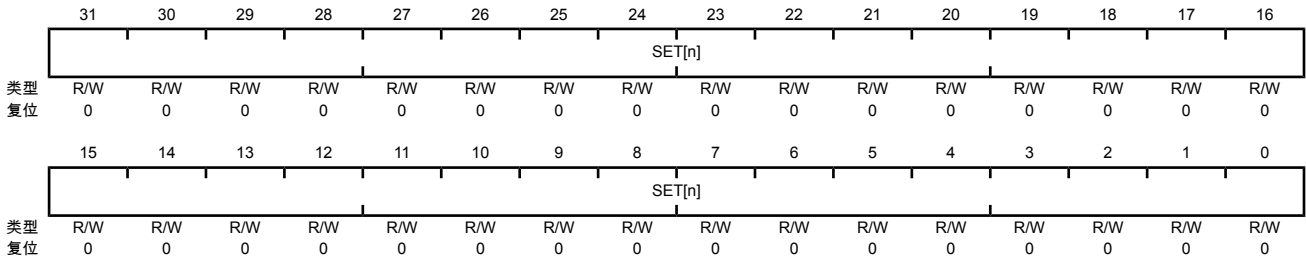 31 30 29 28 27 26 25 24 23 22 21 20 19 18 17 16
SET[n]
类型 R/W R/W R/W R/W R/W R/W R/W R/W R/W R/W R/W R/W R/W R/W R/W R/W
复位 0 0 0 0 0 0 0 0 0 0 0 0 0 0 0 0
15 14 13 12 11 10 9 8 7 6 5 4 3 2 1 0
SET[n]
类型 R/W R/W R/W R/W R/W R/W R/W R/W R/W R/W R/W R/W R/W R/W R/W R/W
复位 0 0 0 0 0 0 0 0 0 0 0 0 0 0 0 0